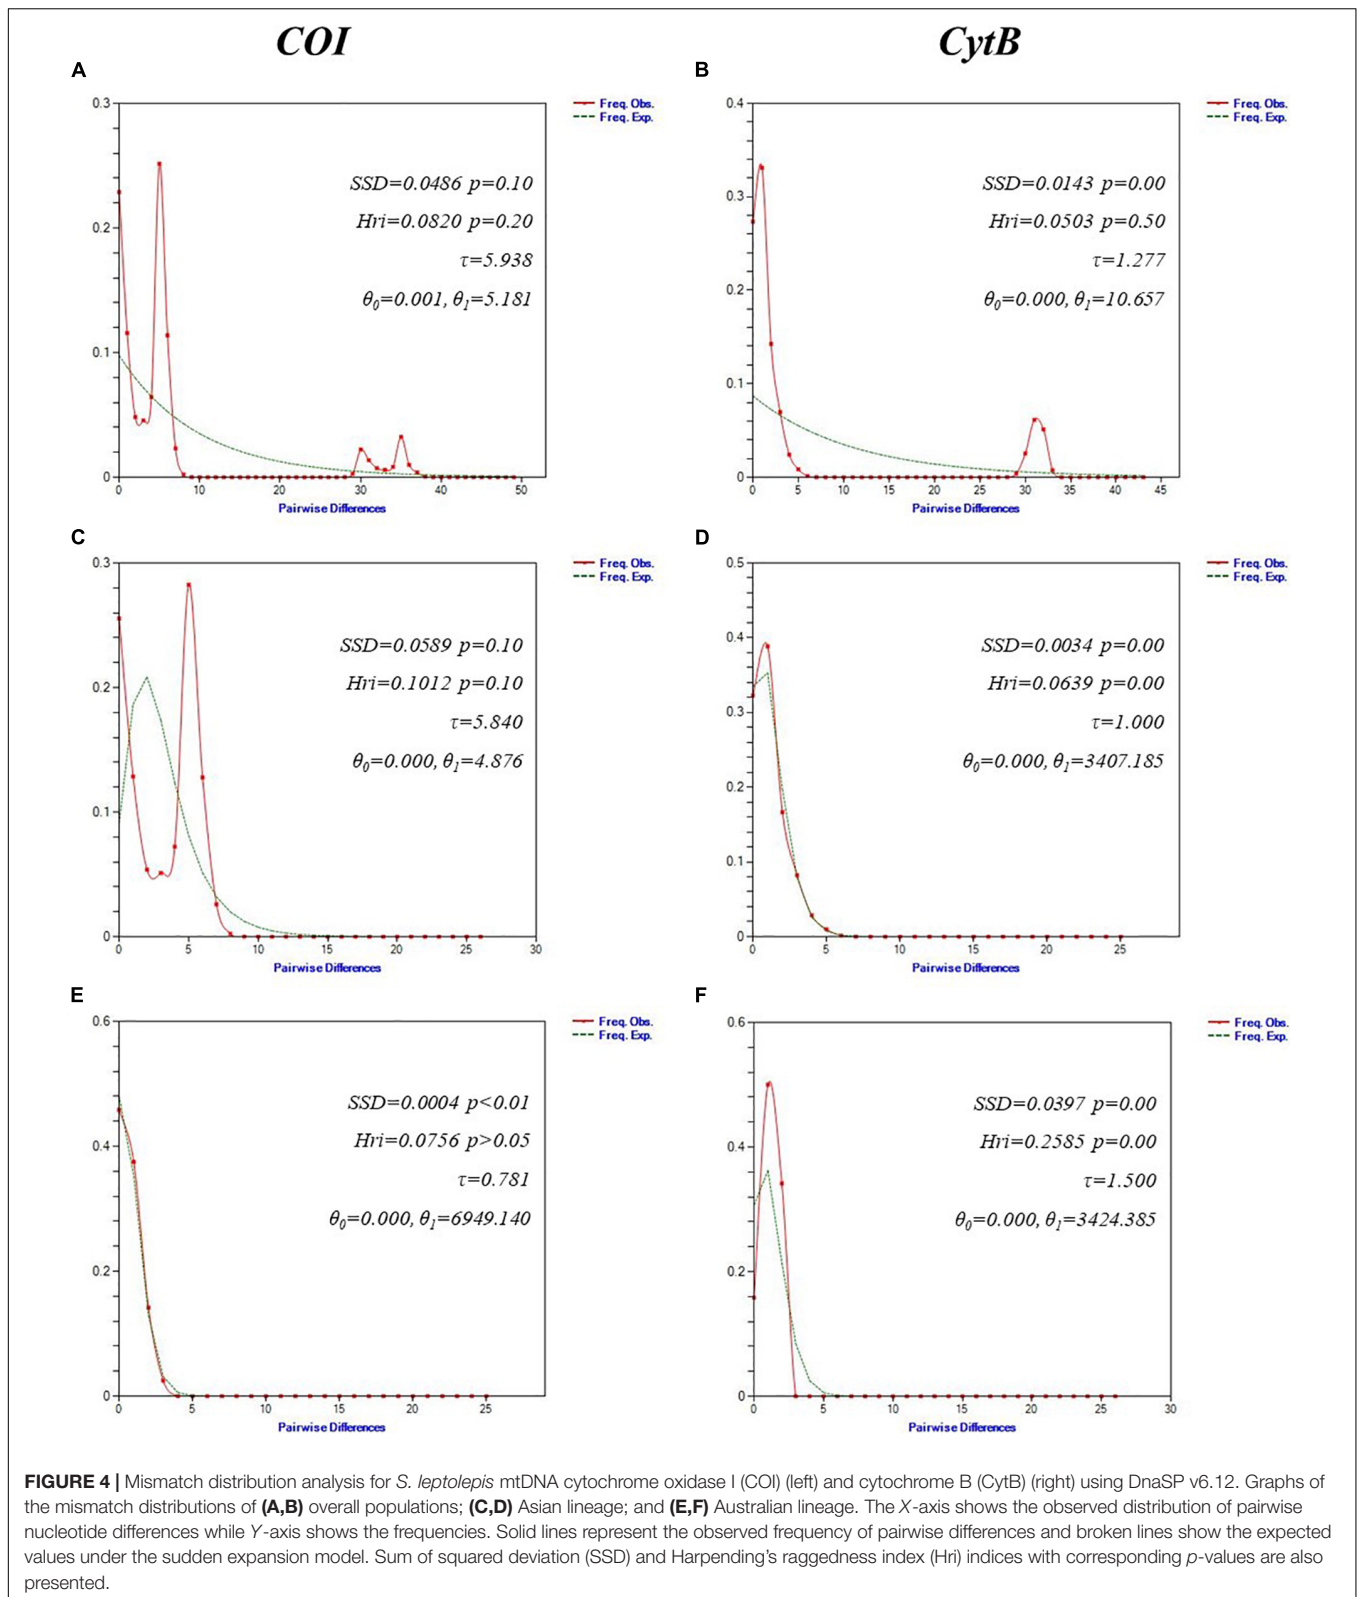 COI
CytB
A
B
Freq. Obs.
Freq. Exp.
0.3
0.2
0.1
0
0 10 20 30 40 50
Pairwise Differences
SSD=0.0486 p=0.10
Hri=0.0820 p=0.20
τ=5.938
θ0=0.001, θ1=5.181
Freq. Obs.
Freq. Exp.
0.4
0.3
0.2
0.1
0
0 5 10 15 20 25 30 35 40 45
Pairwise Differences
SSD=0.0143 p=0.00
Hri=0.0503 p=0.50
τ=1.277
θ0=0.000, θ1=10.657
C
D
Freq. Obs.
Freq. Exp.
0.3
0.2
0.1
0
0 5 10 15 20 25 30
Pairwise Differences
SSD=0.0589 p=0.10
Hri=0.1012 p=0.10
τ=5.840
θ0=0.000, θ1=4.876
Freq. Obs.
Freq. Exp.
0.5
0.4
0.3
0.2
0.1
0
0 5 10 15 20 25
Pairwise Differences
SSD=0.0034 p=0.00
Hri=0.0639 p=0.00
τ=1.000
θ0=0.000, θ1=3407.185
E
F
Freq. Obs.
Freq. Exp.
0.6
0.4
0.2
0
0 5 10 15 20 25
Pairwise Differences
SSD=0.0004 p<0.01
Hri=0.0756 p>0.05
τ=0.781
θ0=0.000, θ1=6949.140
Freq. Obs.
Freq. Exp.
0.6
0.4
0.2
0
0 5 10 15 20 25 30
Pairwise Differences
SSD=0.0397 p=0.00
Hri=0.2585 p=0.00
τ=1.500
θ0=0.000, θ1=3424.385
FIGURE 4 | Mismatch distribution analysis for S. leptolepis mtDNA cytochrome oxidase I (COI) (left) and cytochrome B (CytB) (right) using DnaSP v6.12. Graphs of
the mismatch distributions of (A,B) overall populations; (C,D) Asian lineage; and (E,F) Australian lineage. The X-axis shows the observed distribution of pairwise
nucleotide differences while Y-axis shows the frequencies. Solid lines represent the observed frequency of pairwise differences and broken lines show the expected
values under the sudden expansion model. Sum of squared deviation (SSD) and Harpending's raggedness index (Hri) indices with corresponding p-values are also
presented.